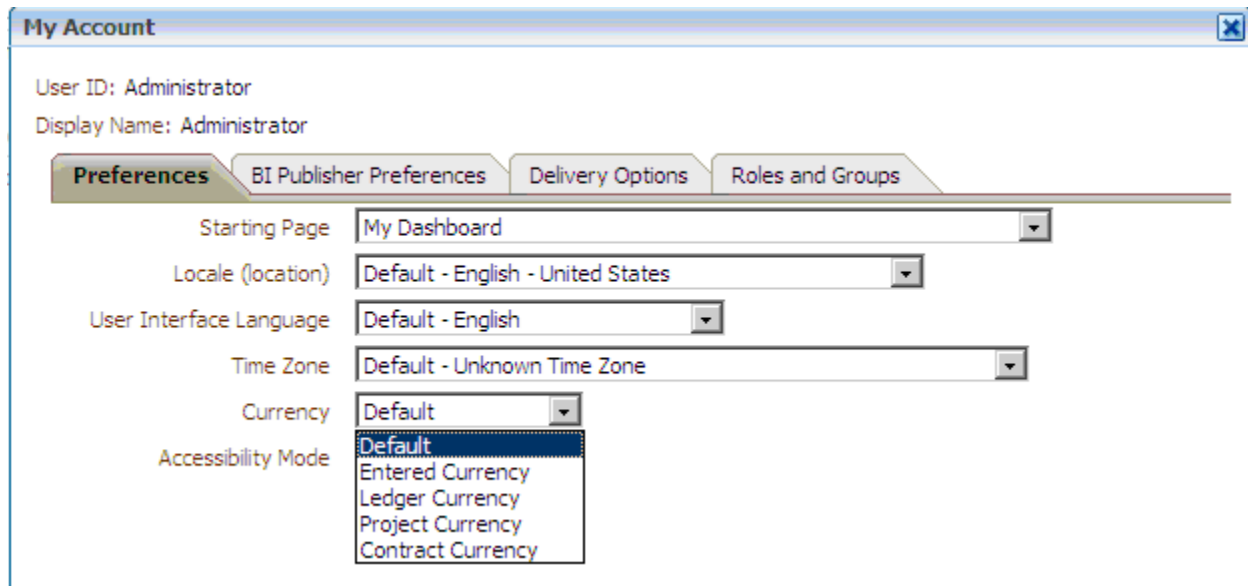 My Account
User ID: Administrator
Display Name: Administrator
Preferences BI Publisher Preferences Delivery Options Roles and Groups
Starting Page My Dashboard
Locale (location) Default - English - United States
User Interface Language Default - English
Time Zone Default - Unknown Time Zone
Currency Default
Accessibility Mode Default
Entered Currency
Ledger Currency
Project Currency
Contract Currency